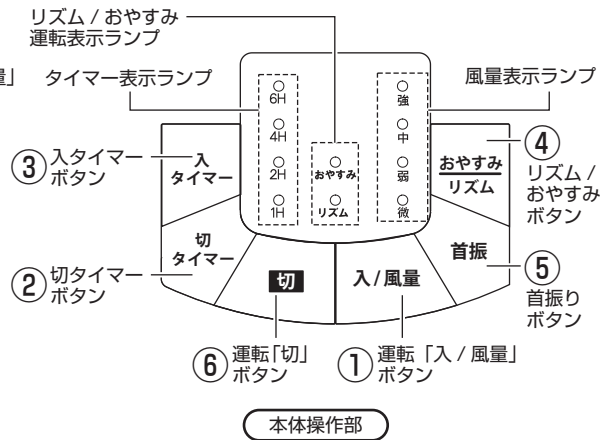 リズム / おやすみ
運転表示ランプ
量」
タイマー表示ランプ
風量表示ランプ
6H
4H
2H
1H
おやすみ
リズム
強
中
弱
微
③ 入タイマー
ボタン
入
タイマー
おやすみ
リズム
④
リズム /
おやすみ
ボタン
② 切タイマー
ボタン
切
タイマー
切
入/風量
首振
⑤
首振り
ボタン
⑥ 運転「切」
ボタン
① 運転「入 / 風量」
ボタン
本体操作部